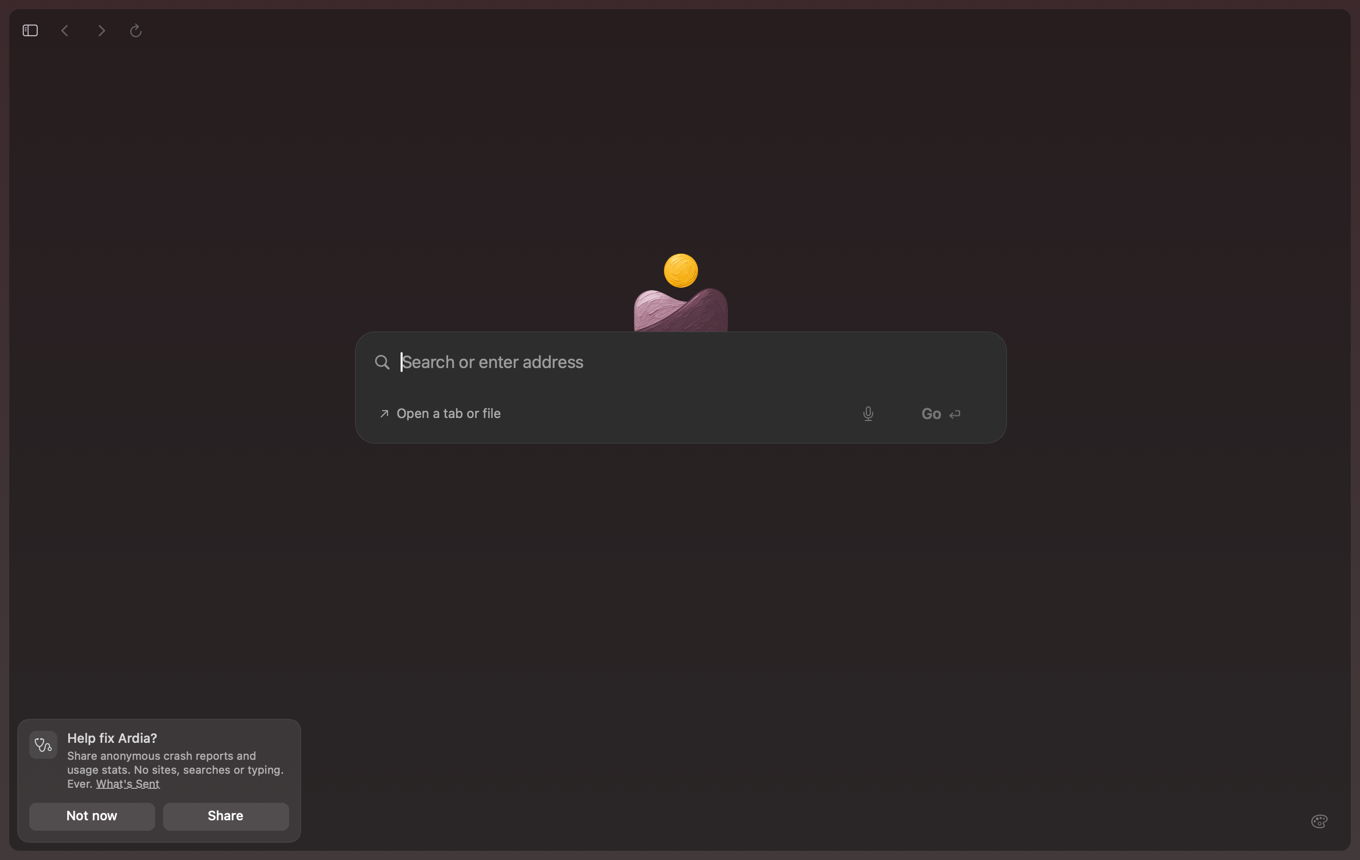 Search or enter address
Open a tab or file
Go
Help fix Ardia?
Share anonymous crash reports and
usage stats. No sites, searches or typing.
Ever. What's Sent
Not now
Share